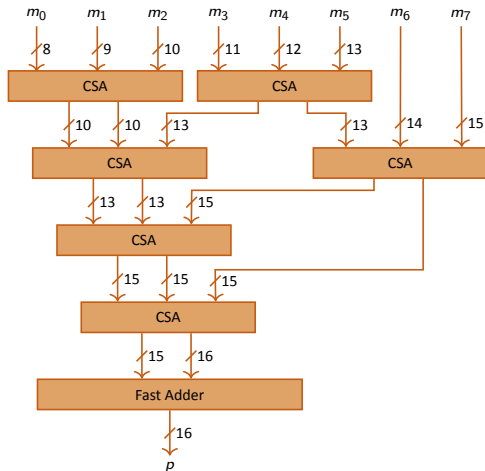 m0 m1 m2 m3 m4 m5 m6 m7
8 9 10 11 12 13
CSA CSA
10 10 13 13 14 15
CSA CSA
13 13 15
CSA
15 15 15
CSA
15 16
Fast Adder
16
p